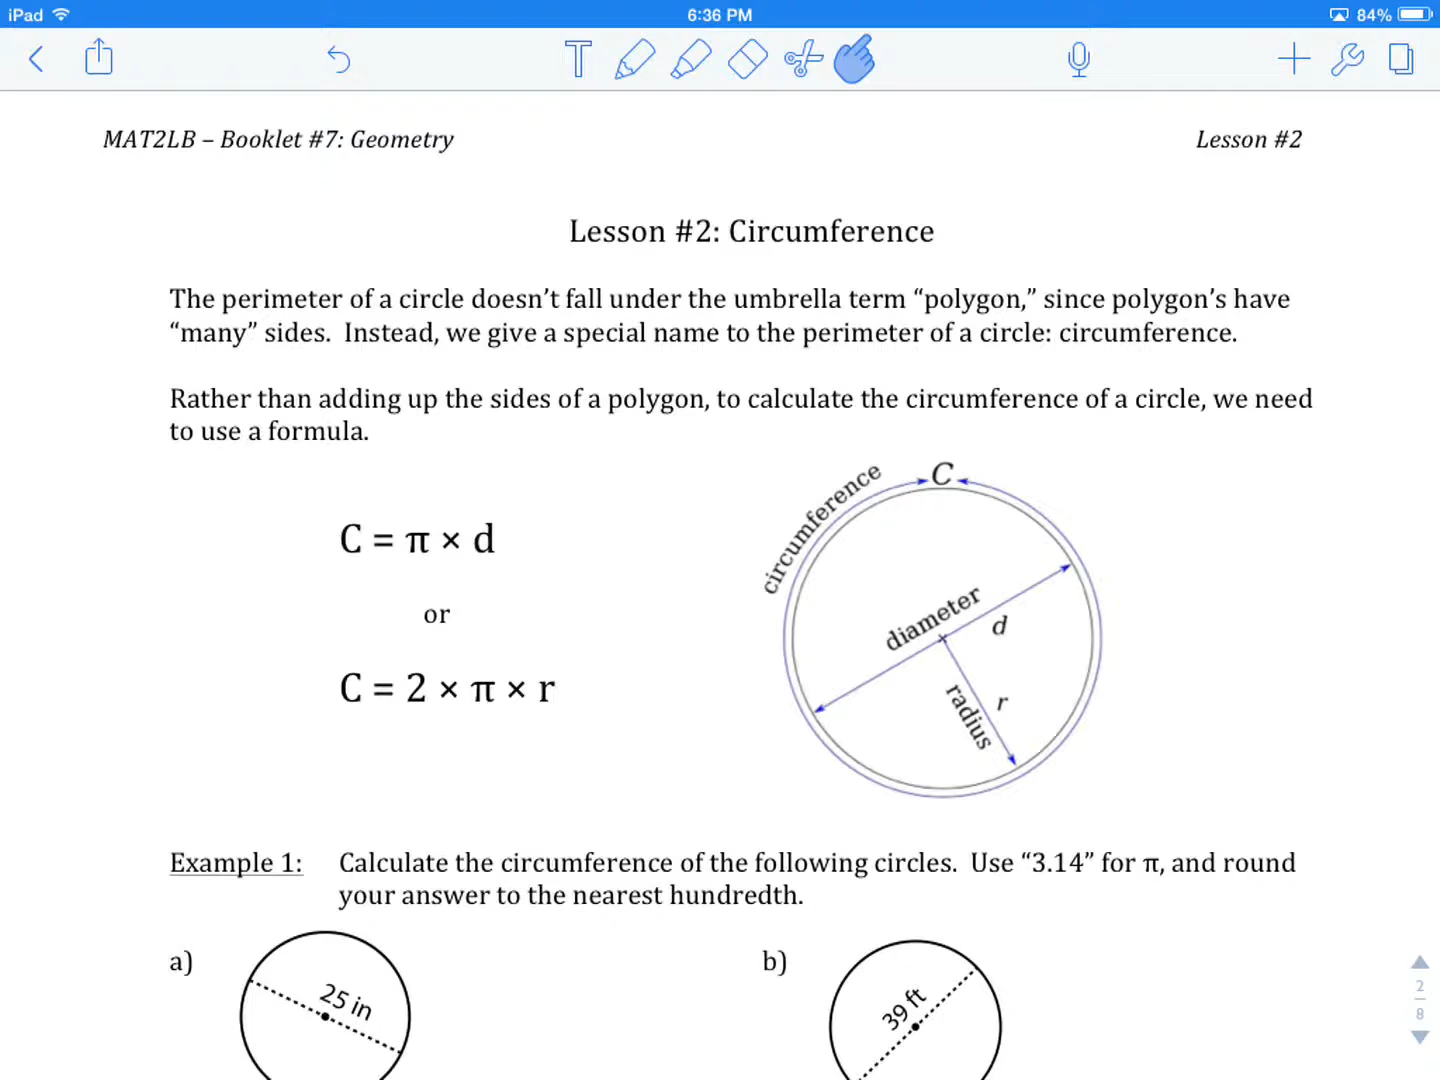 iPad 6:36 PM 84%
T
MAT2LB – Booklet #7: Geometry Lesson #2
Lesson #2: Circumference
The perimeter of a circle doesn’t fall under the umbrella term “polygon,” since polygon’s have
“many” sides. Instead, we give a special name to the perimeter of a circle: circumference.
Rather than adding up the sides of a polygon, to calculate the circumference of a circle, we need
to use a formula.
C = π × d
or
C = 2 × π × r
circumference
C
diameter
d
radius
r
Example 1: Calculate the circumference of the following circles. Use “3.14” for π, and round
your answer to the nearest hundredth.
a)
25 in
b)
39 ft
2
8